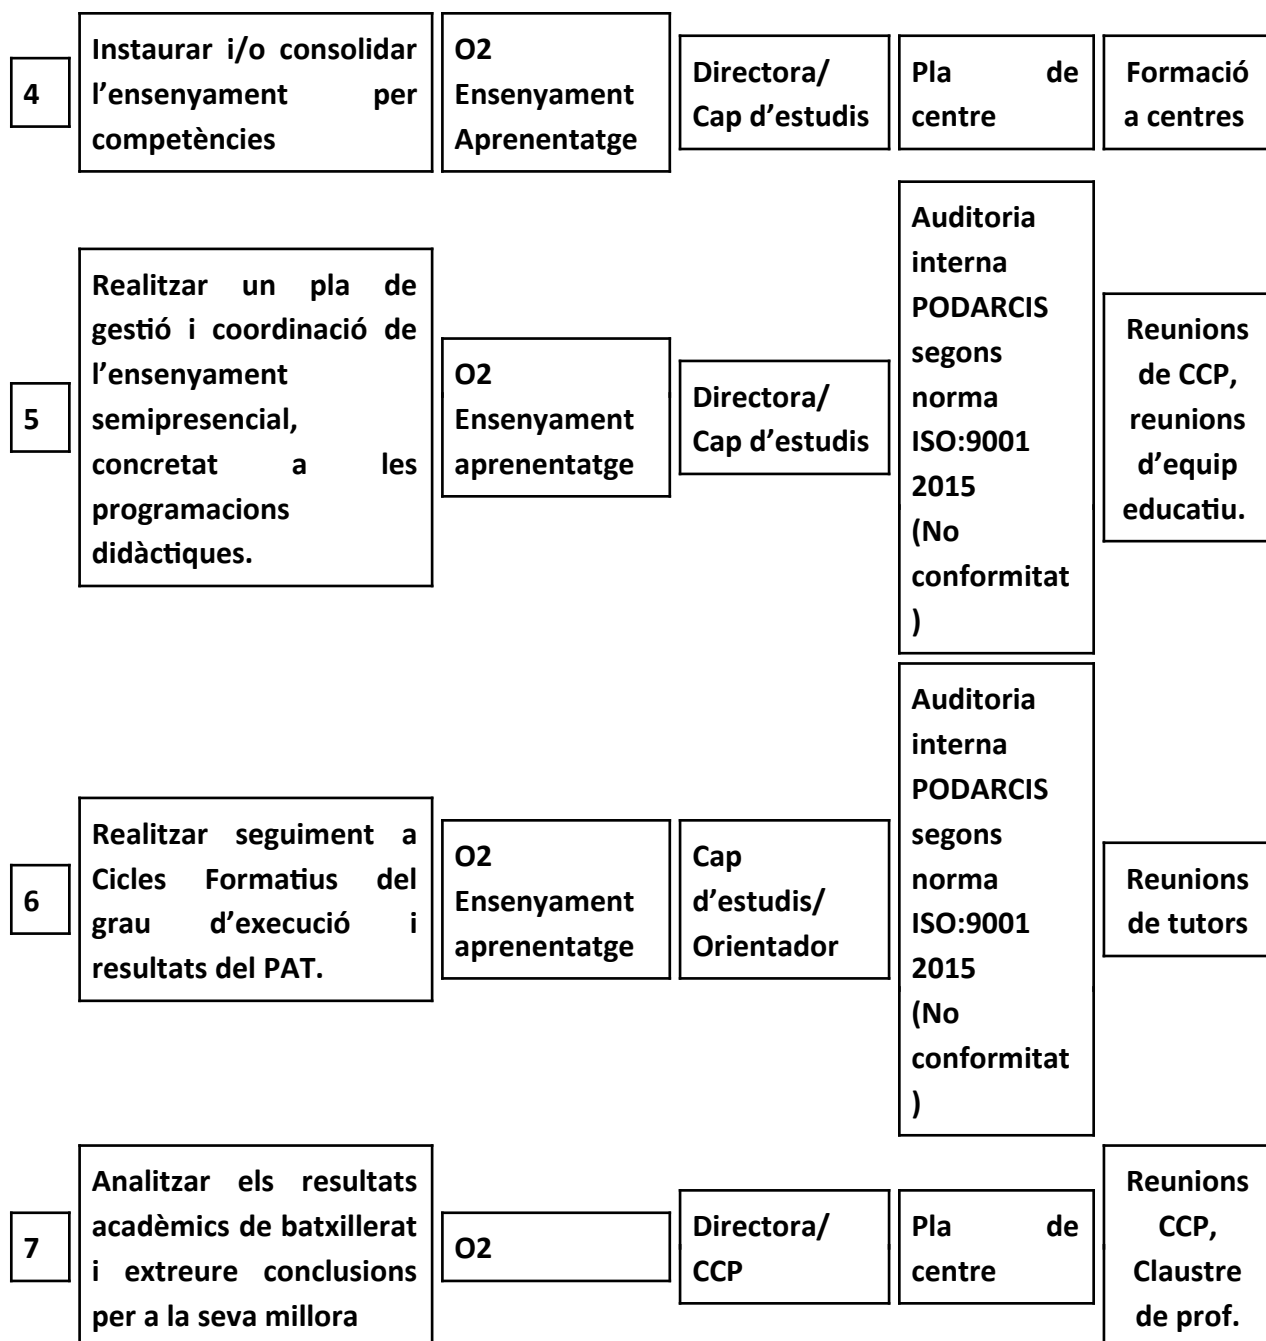 4
Instaurar i/o consolidar
l’ensenyament per
competències
O2
Ensenyament
Aprenentatge
Directora/
Cap d’estudis
Pla de
centre
Formació
a centres
5
Realitzar un pla de
gestió i coordinació de
l’ensenyament
semipresencial,
concretat a les
programacions
didàctiques.
O2
Ensenyament
aprenentatge
Directora/
Cap d’estudis
Auditoria
interna
PODARCIS
segons
norma
ISO:9001
2015
(No
conformitat
)
Reunions
de CCP,
reunions
d’equip
educatiu.
6
Realitzar seguiment a
Cicles Formatius del
grau d’execució i
resultats del PAT.
O2
Ensenyament
aprenentatge
Cap
d’estudis/
Orientador
Auditoria
interna
PODARCIS
segons
norma
ISO:9001
2015
(No
conformitat
)
Reunions
de tutors
7
Analitzar els resultats
acadèmics de batxillerat
i extreure conclusions
per a la seva millora
O2
Directora/
CCP
Pla de
centre
Reunions
CCP,
Claustre
de prof.